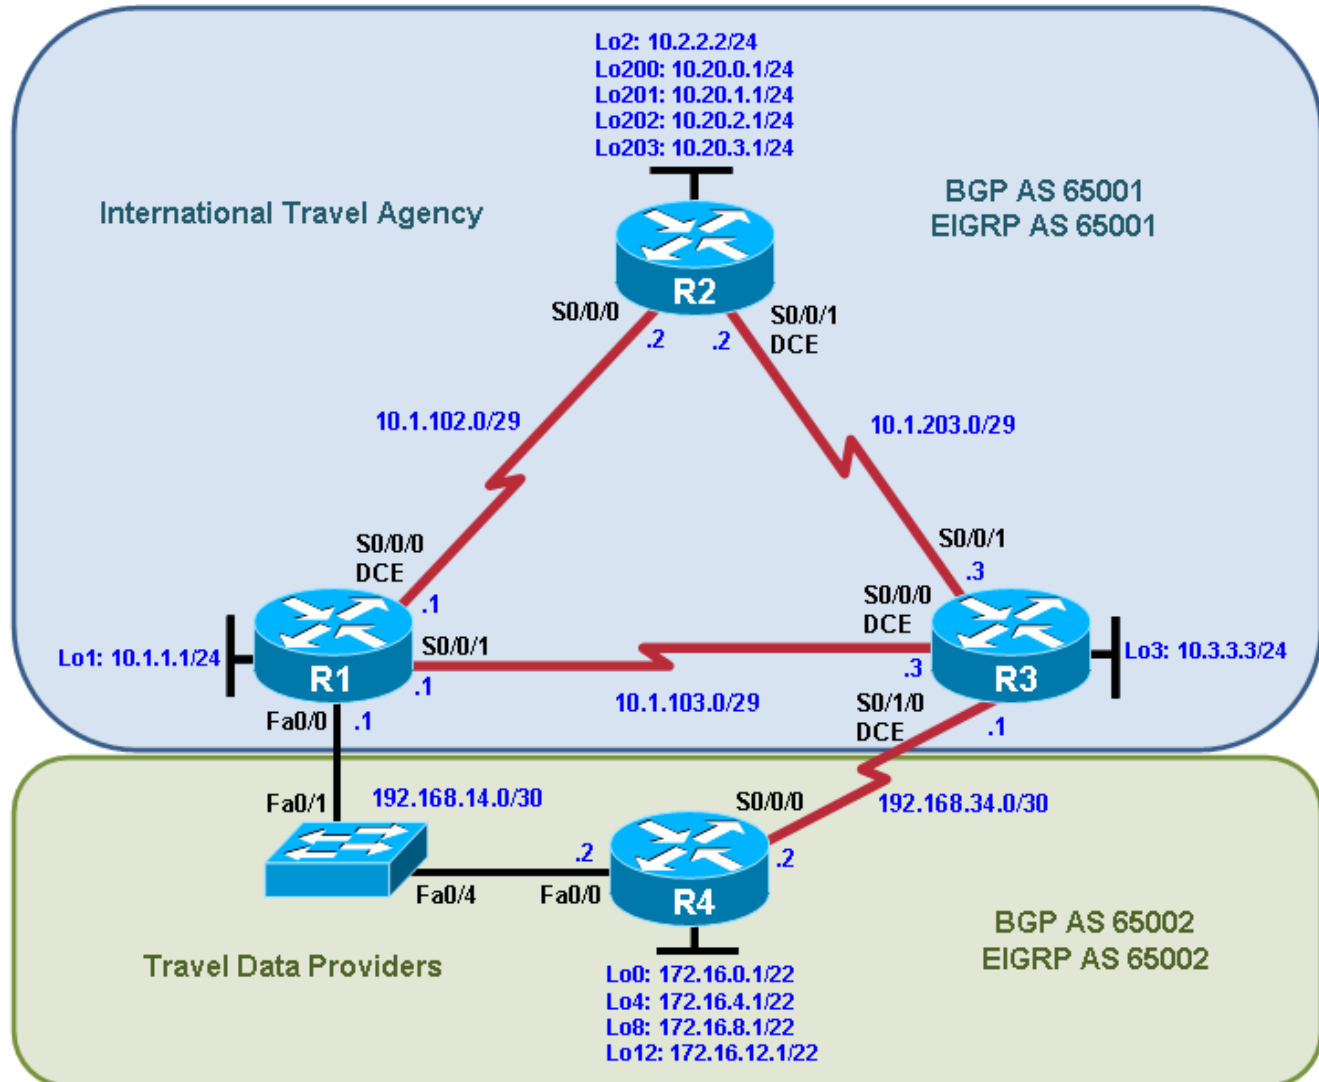 Lo2: 10.2.2.2/24
Lo200: 10.20.0.1/24
Lo201: 10.20.1.1/24
Lo202: 10.20.2.1/24
Lo203: 10.20.3.1/24
International Travel Agency
BGP AS 65001
EIGRP AS 65001
R2
S0/0/0
.2
.2
S0/0/1
DCE
10.1.102.0/29
10.1.203.0/29
S0/0/0
DCE
.1
S0/0/1
.3
S0/0/0
DCE
Lo1: 10.1.1.1/24
R1
S0/0/1
.1
10.1.103.0/29
.3
R3
Lo3: 10.3.3.3/24
Fa0/0
.1
S0/1/0
DCE
.1
Fa0/1
192.168.14.0/30
S0/0/0
192.168.34.0/30
.2
.2
Fa0/4
Fa0/0
R4
BGP AS 65002
EIGRP AS 65002
Travel Data Providers
Lo0: 172.16.0.1/22
Lo4: 172.16.4.1/22
Lo8: 172.16.8.1/22
Lo12: 172.16.12.1/22